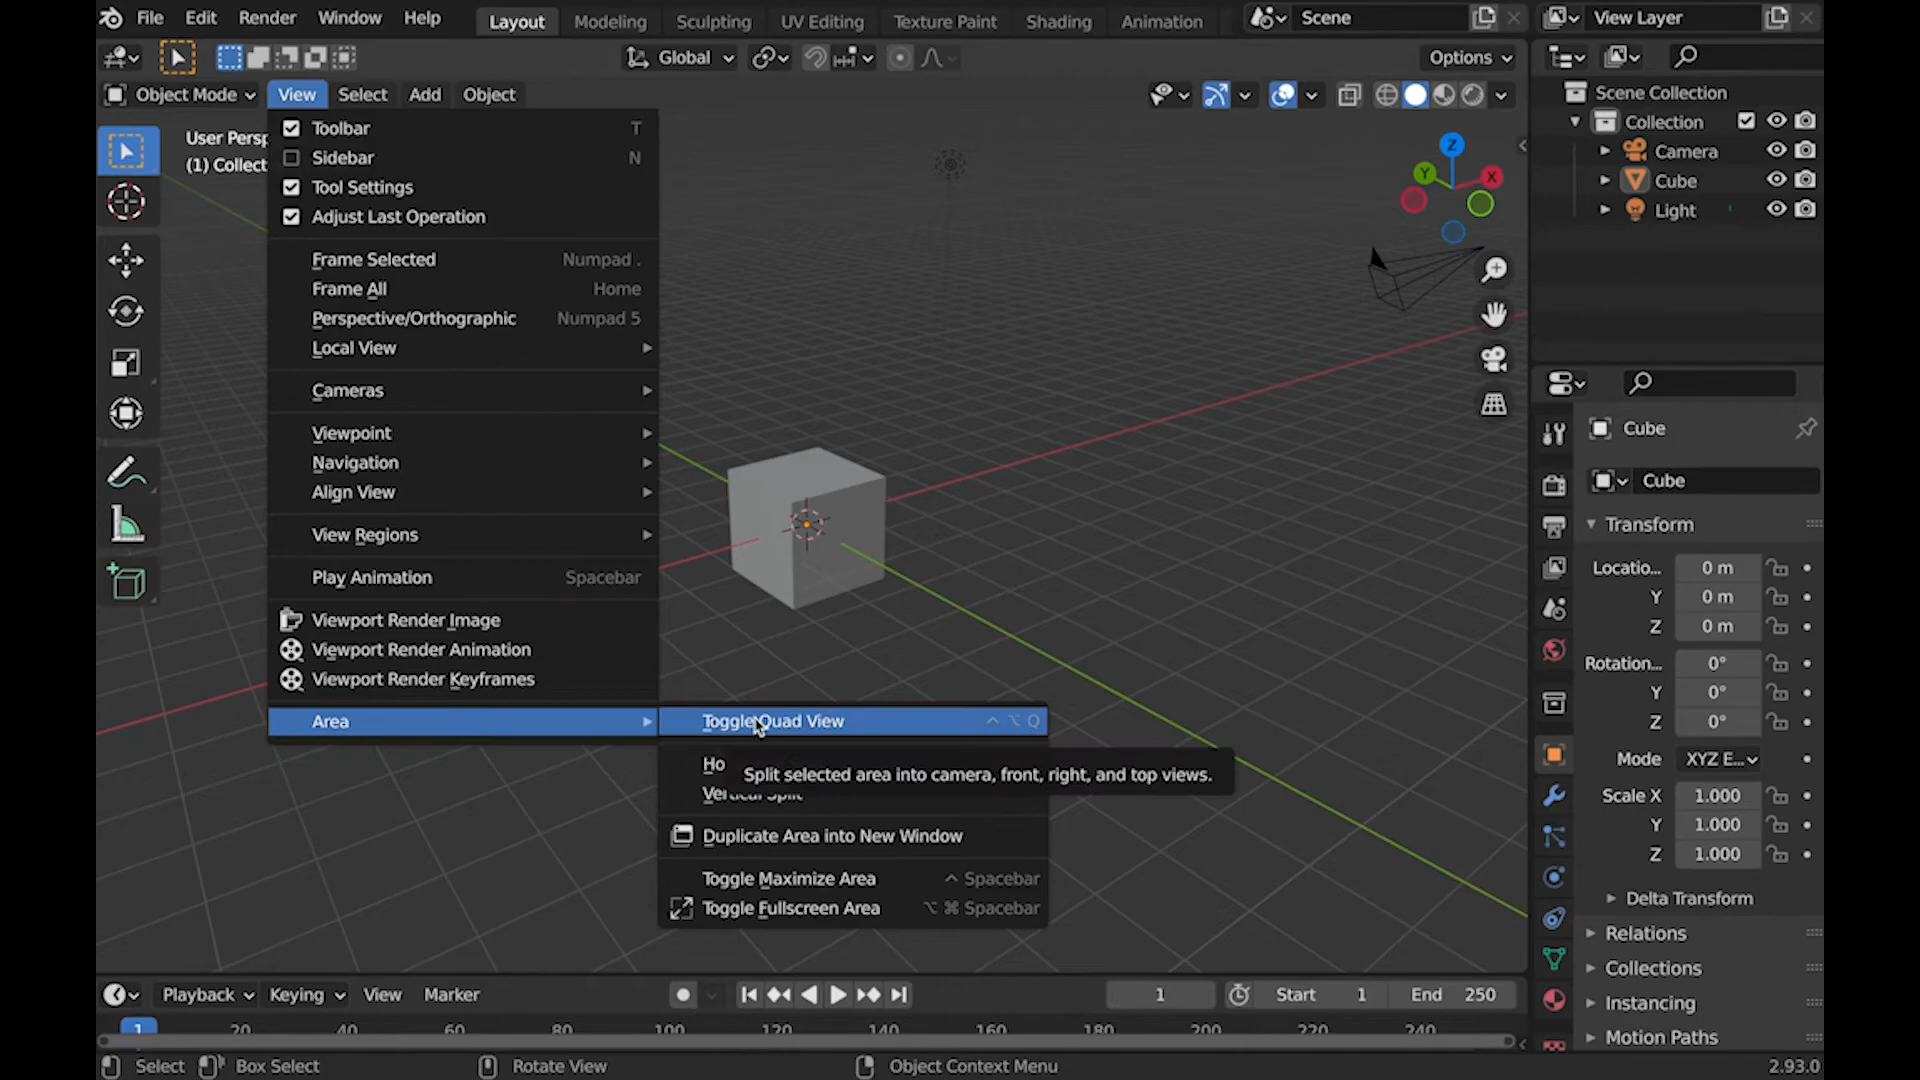 File Edit Render Window Help Layout Modeling Sculpting UV Editing Texture Paint Shading Animation Scene View Layer
Global Options
Object Mode View Select Add Object
User Persp
(1) Collect
Toolbar T
Sidebar N
Tool Settings
Adjust Last Operation
Frame Selected Numpad .
Frame All Home
Perspective/Orthographic Numpad 5
Local View
Cameras
Viewpoint
Navigation
Align View
View Regions
Play Animation Spacebar
Viewport Render Image
Viewport Render Animation
Viewport Render Keyframes
Area
Toggle Quad View ^ ⌥ Q
Ho
Split selected area into camera, front, right, and top views.
Vertical Split
Duplicate Area into New Window
Toggle Maximize Area ^ Spacebar
Toggle Fullscreen Area ⌥ ⌘ Spacebar
Z
Y
X
Scene Collection
Collection
Camera
Cube
Light
Cube
Cube
Transform
Locatio... 0 m
Y 0 m
Z 0 m
Rotation... 0°
Y 0°
Z 0°
Mode XYZ E...
Scale X 1.000
Y 1.000
Z 1.000
Delta Transform
Relations
Collections
Instancing
Motion Paths
Playback Keying View Marker 1 Start 1 End 250
1 20 40 60 80 100 120 140 160 180 200 220 240
Select Box Select Rotate View Object Context Menu 2.93.0